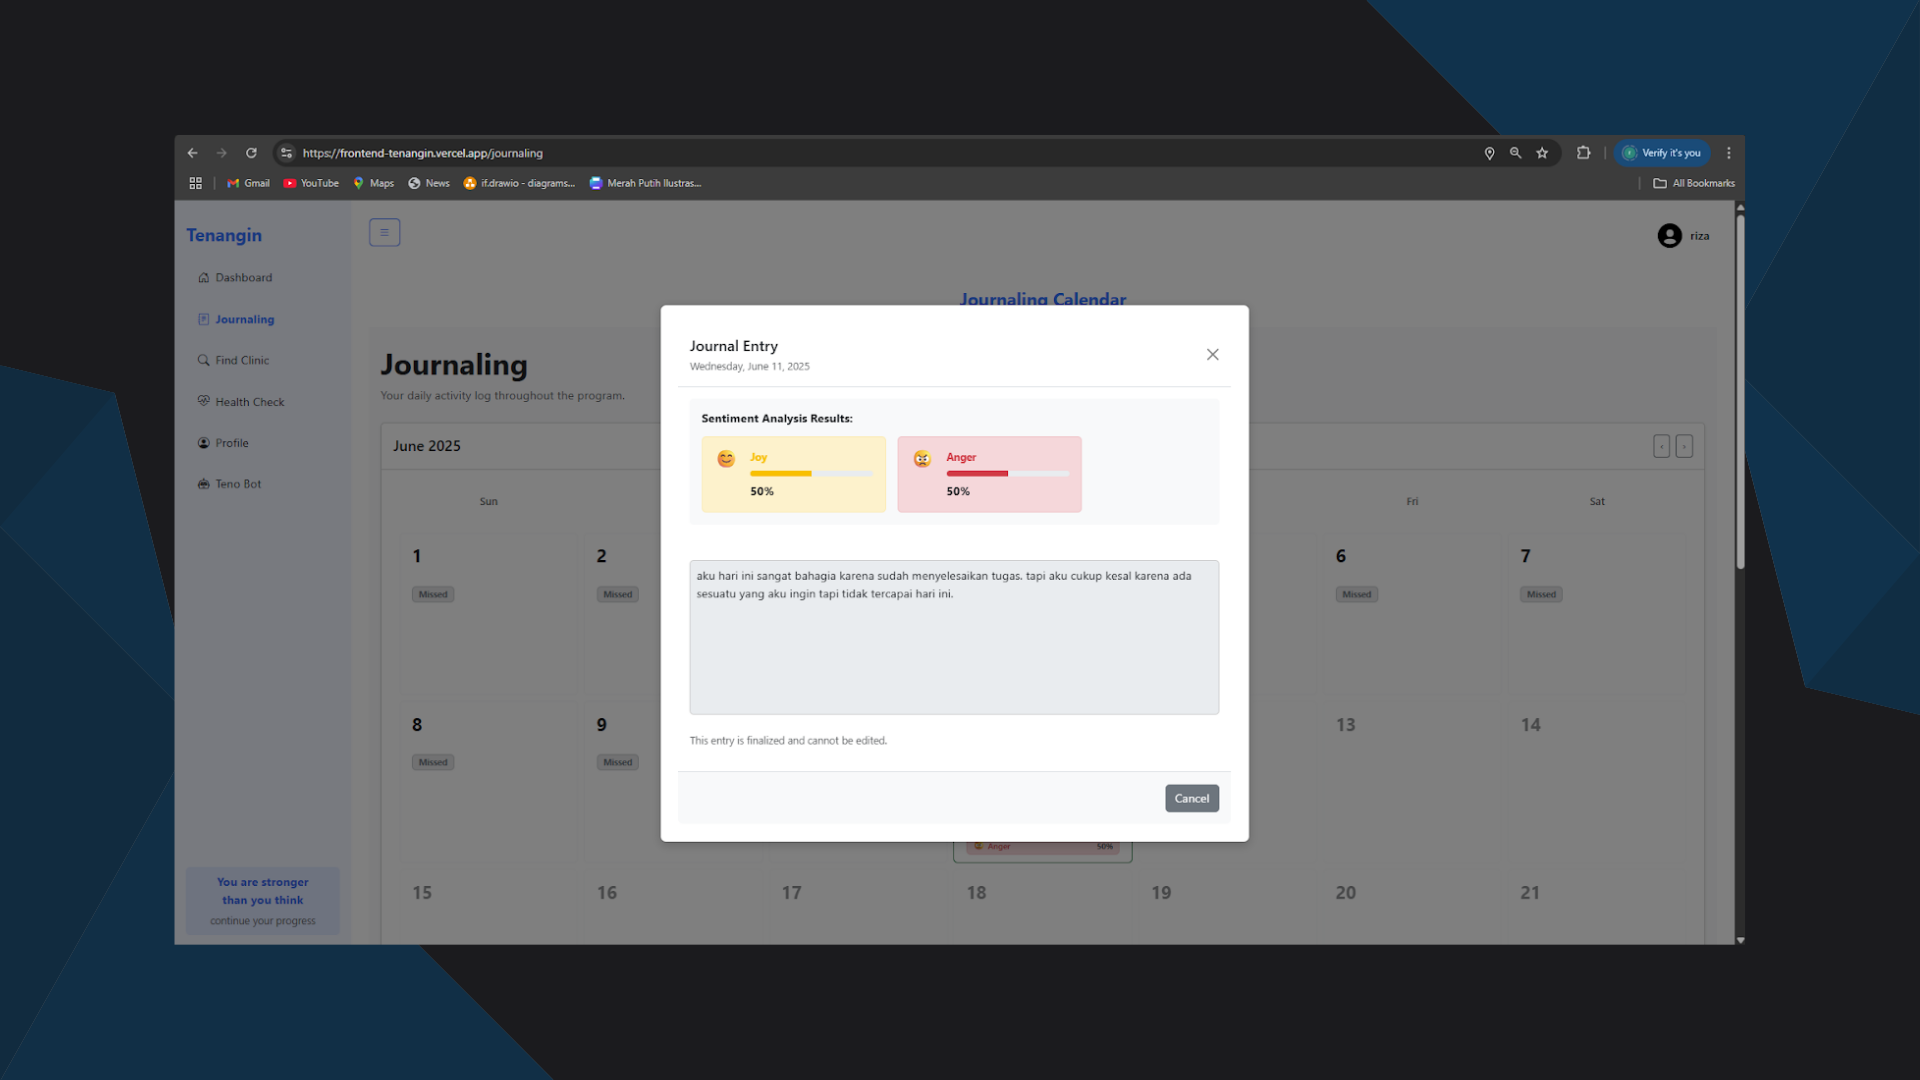 https://frontend-tenangin.vercel.app/journaling
Verify it's you
Gmail
YouTube
Maps
News
if.drawio - diagrams...
Merah Putih Ilustras...
All Bookmarks
Tenangin
riza
Dashboard
Journaling
Find Clinic
Health Check
Profile
Teno Bot
You are stronger
than you think
continue your progress
Journaling Calendar
Journaling
Your daily activity log throughout the program.
June 2025
Sun
Fri
Sat
1
Missed
2
Missed
6
Missed
7
Missed
8
Missed
9
Missed
13
14
Anger 50%
15
16
17
18
19
20
21
Journal Entry
Wednesday, June 11, 2025
Sentiment Analysis Results:
Joy
50%
Anger
50%
aku hari ini sangat bahagia karena sudah menyelesaikan tugas. tapi aku cukup kesal karena ada
sesuatu yang aku ingin tapi tidak tercapai hari ini.
This entry is finalized and cannot be edited.
Cancel